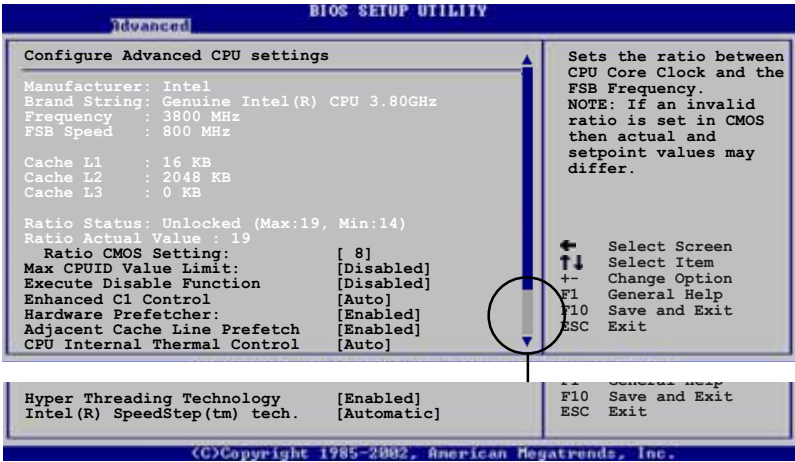 BIOS SETUP UTILITY
Advanced
Configure Advanced CPU settings
Manufacturer: Intel
Brand String: Genuine Intel(R) CPU 3.80GHz
Frequency : 3800 MHz
FSB Speed : 800 MHz
Cache L1 : 16 KB
Cache L2 : 2048 KB
Cache L3 : 0 KB
Ratio Status: Unlocked (Max:19, Min:14)
Ratio Actual Value : 19
Ratio CMOS Setting: [ 8]
Max CPUID Value Limit: [Disabled]
Execute Disable Function [Disabled]
Enhanced C1 Control [Auto]
Hardware Prefetcher: [Enabled]
Adjacent Cache Line Prefetch [Enabled]
CPU Internal Thermal Control [Auto]
Sets the ratio between
CPU Core Clock and the
FSB Frequency.
NOTE: If an invalid
ratio is set in CMOS
then actual and
setpoint values may
differ.
Select Screen
Select Item
+- Change Option
F1 General Help
F10 Save and Exit
ESC Exit
Hyper Threading Technology [Enabled]
Intel(R) SpeedStep(tm) tech. [Automatic]
F1 General Help
F10 Save and Exit
ESC Exit
(C)Copyright 1985-2002, American Megatrends, Inc.